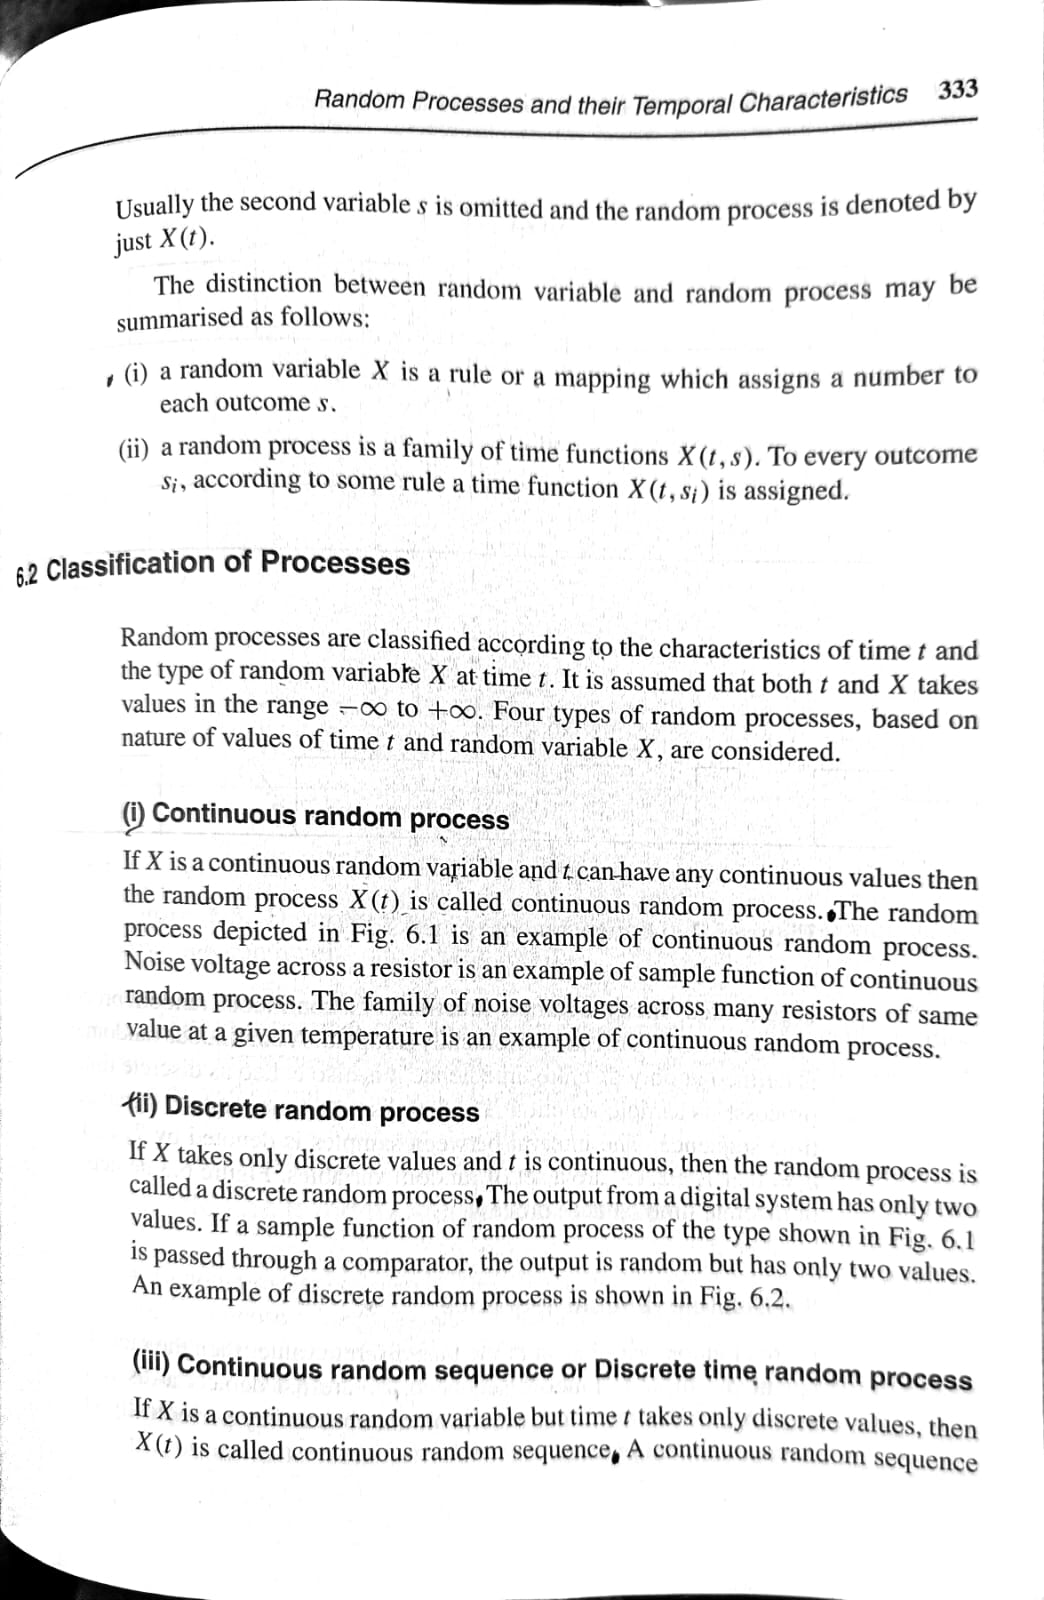 Random Processes and their Temporal Characteristics 333
Usually the second variable s is omitted and the random process is denoted by
just X(t).
The distinction between random variable and random process may be
summarised as follows:
(i) a random variable X is a rule or a mapping which assigns a number to
each outcome s.
(ii) a random process is a family of time functions X(t, s). To every outcome
sᵢ, according to some rule a time function X(t, sᵢ) is assigned.
6.2 Classification of Processes
Random processes are classified according to the characteristics of time t and
the type of random variable X at time t. It is assumed that both t and X takes
values in the range −∞ to +∞. Four types of random processes, based on
nature of values of time t and random variable X, are considered.
(i) Continuous random process
If X is a continuous random variable and t can have any continuous values then
the random process X(t) is called continuous random process. The random
process depicted in Fig. 6.1 is an example of continuous random process.
Noise voltage across a resistor is an example of sample function of continuous
random process. The family of noise voltages across many resistors of same
value at a given temperature is an example of continuous random process.
(ii) Discrete random process
If X takes only discrete values and t is continuous, then the random process is
called a discrete random process. The output from a digital system has only two
values. If a sample function of random process of the type shown in Fig. 6.1
is passed through a comparator, the output is random but has only two values.
An example of discrete random process is shown in Fig. 6.2.
(iii) Continuous random sequence or Discrete time random process
If X is a continuous random variable but time t takes only discrete values, then
X(t) is called continuous random sequence. A continuous random sequence